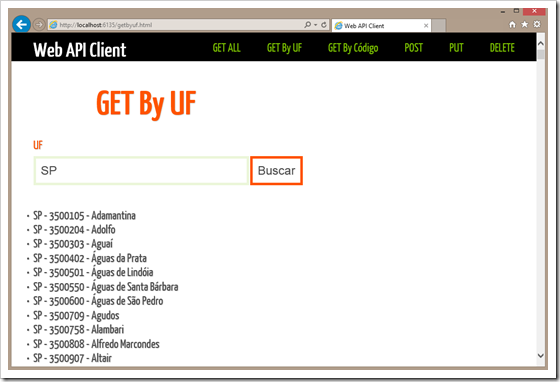 http://localhost:6135/getbyuf.html
Web API Client
Web API Client
GET ALL
GET By UF
GET By Código
POST
PUT
DELETE
GET By UF
UF
SP
Buscar
• SP - 3500105 - Adamantina
• SP - 3500204 - Adolfo
• SP - 3500303 - Aguaí
• SP - 3500402 - Águas da Prata
• SP - 3500501 - Águas de Lindóia
• SP - 3500550 - Águas de Santa Bárbara
• SP - 3500600 - Águas de São Pedro
• SP - 3500709 - Agudos
• SP - 3500758 - Alambari
• SP - 3500808 - Alfredo Marcondes
• SP - 3500907 - Altair